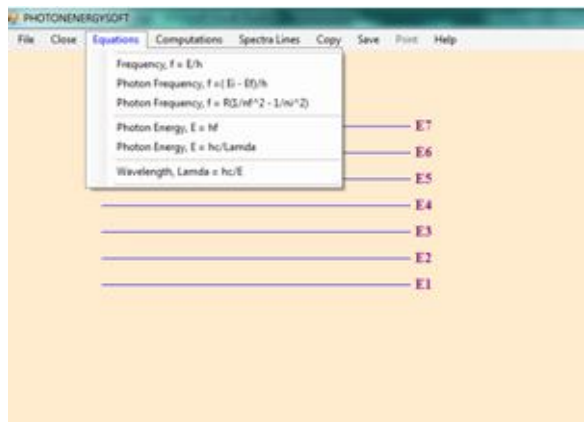 PHOTONENERGYSOFT
File Close Equations Computations Spectra Lines Copy Save Print Help
Frequency, f = E/h
Photon Frequency, f =( Ei - Ef)/h
Photon Frequency, f = R(1/nf^2 - 1/ni^2)
Photon Energy, E = hf
Photon Energy, E = hc/Lamda
Wavelength, Lamda = hc/E
E7
E6
E5
E4
E3
E2
E1